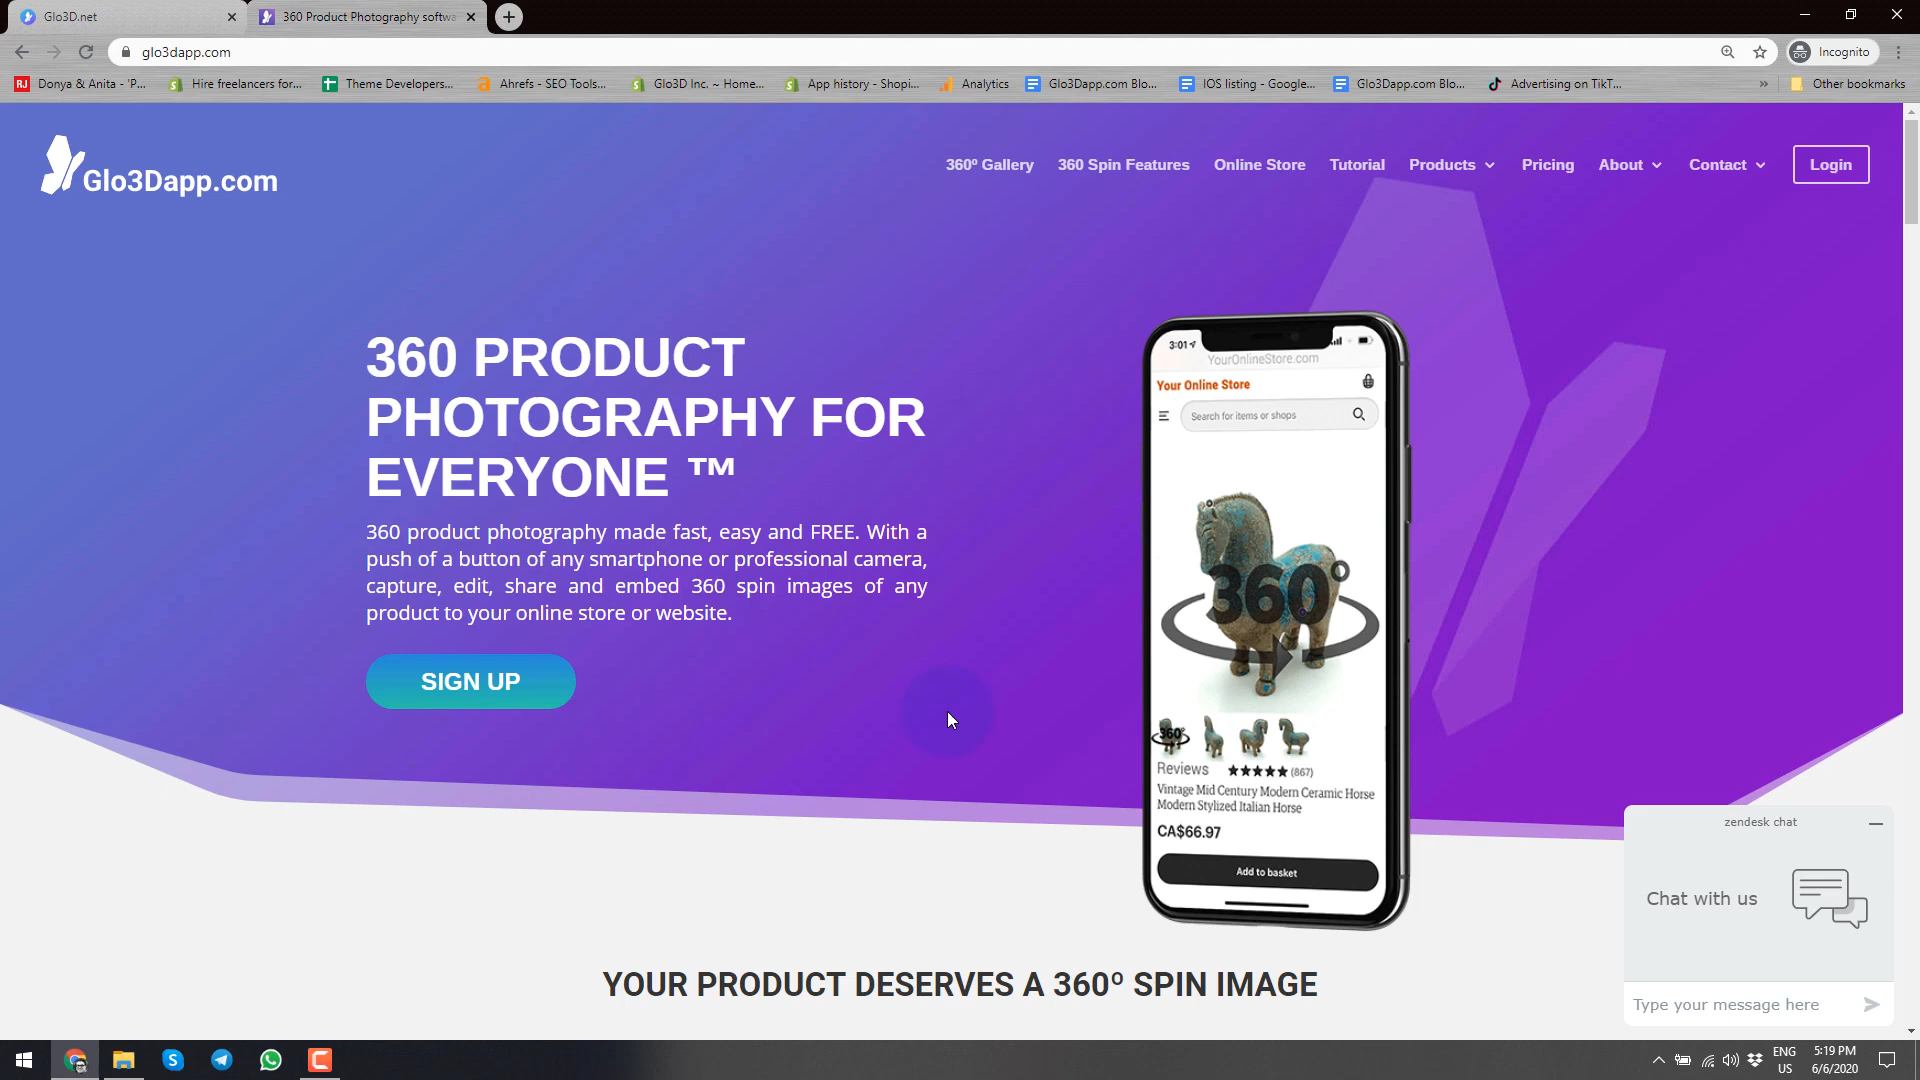 Glo3D.net
360 Product Photography softwa
glo3dapp.com
Incognito
RJ Donya & Anita - 'P...
Hire freelancers for...
Theme Developers...
Ahrefs - SEO Tools...
Glo3D Inc. ~ Home...
App history - Shopi...
Analytics
Glo3Dapp.com Blo...
IOS listing - Google...
Glo3Dapp.com Blo...
Advertising on TikT...
Other bookmarks
Glo3Dapp.com
360º Gallery
360 Spin Features
Online Store
Tutorial
Products
Pricing
About
Contact
Login
360 PRODUCT
PHOTOGRAPHY FOR
EVERYONE ™
360 product photography made fast, easy and FREE. With a
push of a button of any smartphone or professional camera,
capture, edit, share and embed 360 spin images of any
product to your online store or website.
SIGN UP
3:01
YourOnlineStore.com
Your Online Store
Search for items or shops
360°
360°
Reviews ★★★★★ (867)
Vintage Mid Century Modern Ceramic Horse
Modern Stylized Italian Horse
CA$66.97
Add to basket
YOUR PRODUCT DESERVES A 360º SPIN IMAGE
zendesk chat
Chat with us
Type your message here
ENG
US
5:19 PM
6/6/2020